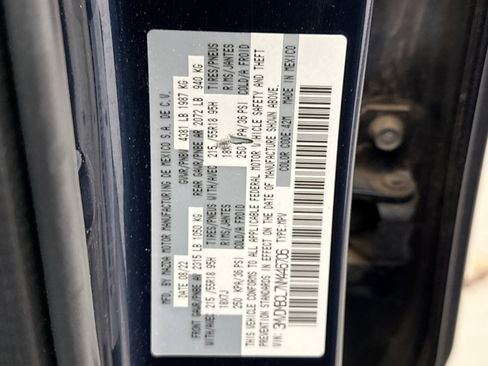 MFG. BY MAZDA MOTOR MANUFACTURING DE MEXICO S.A. DE C.V.
DATE: 08/22 GVWR/PNBV 4381 LB 1987 KG
FRONT GAWR/PNBE AV 2315 LB 1050 KG REAR GAWR/PNBE AR 2072 LB 940 KG
WITH/AVEC 215/55R18 95H TIRES/PNEUS WITH/AVEC 215/55R18 95H TIRES/PNEUS
18X7J RIMS/JANTES RIMS/JANTES
250 KPA/36 PSI COLD/A FROID 250 KPA/36 PSI COLD/A FROID
THIS VEHICLE CONFORMS TO ALL APPLICABLE FEDERAL MOTOR VEHICLE SAFETY AND THEFT
PREVENTION STANDARDS IN EFFECT ON THE DATE OF MANUFACTURE SHOWN ABOVE.
MADE IN MEXICO
VIN: TYPE: MPV COLOR CODE: 42M